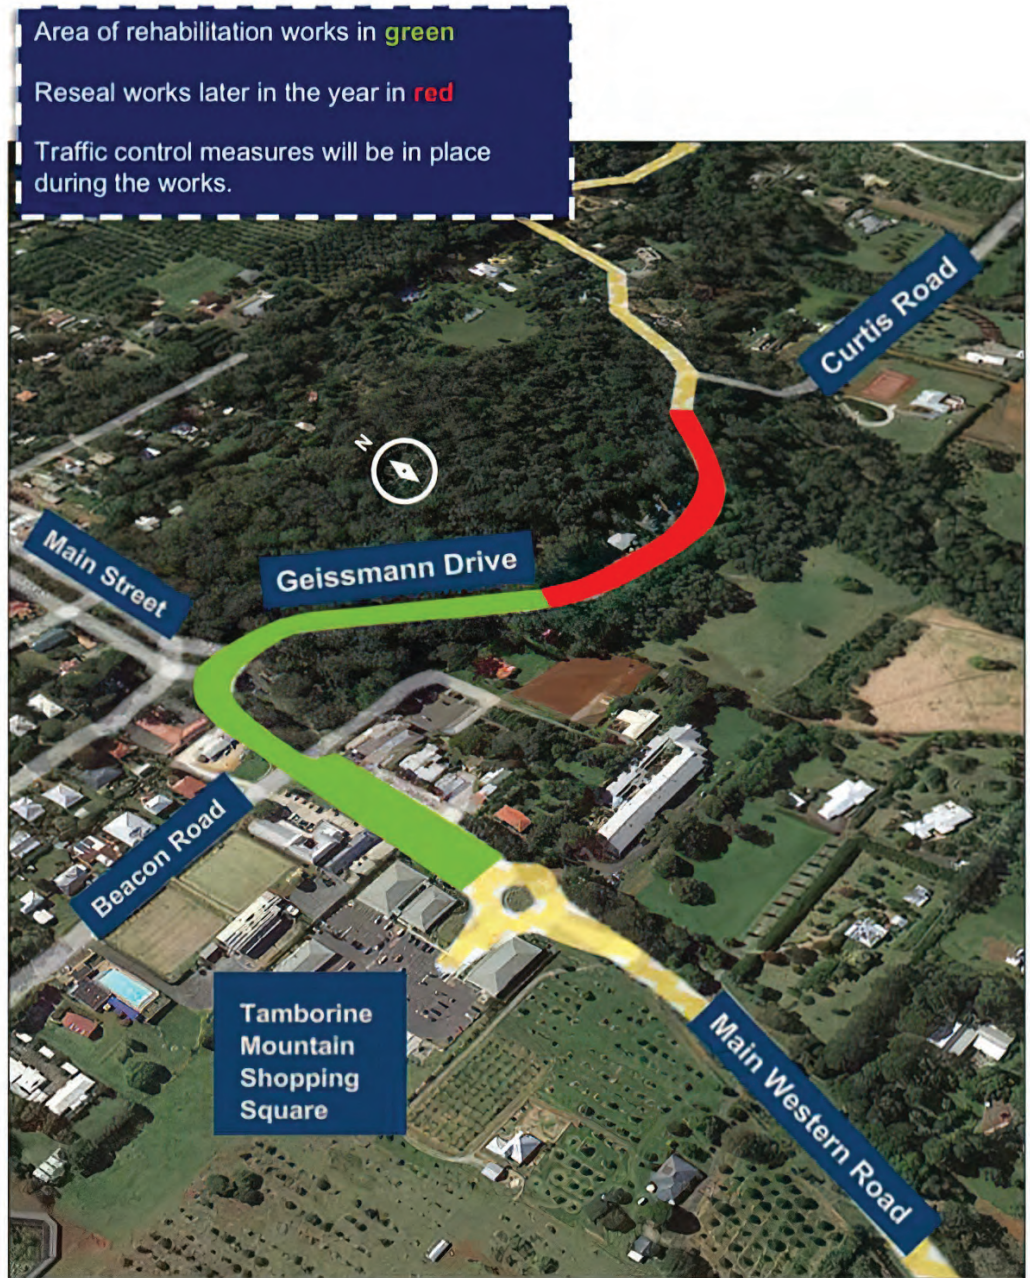 Area of rehabilitation works in green
Reseal works later in the year in red
Traffic control measures will be in place
during the works.
Curtis Road
N
Main Street
Geissmann Drive
Beacon Road
Tamborine
Mountain
Shopping
Square
Main Western Road